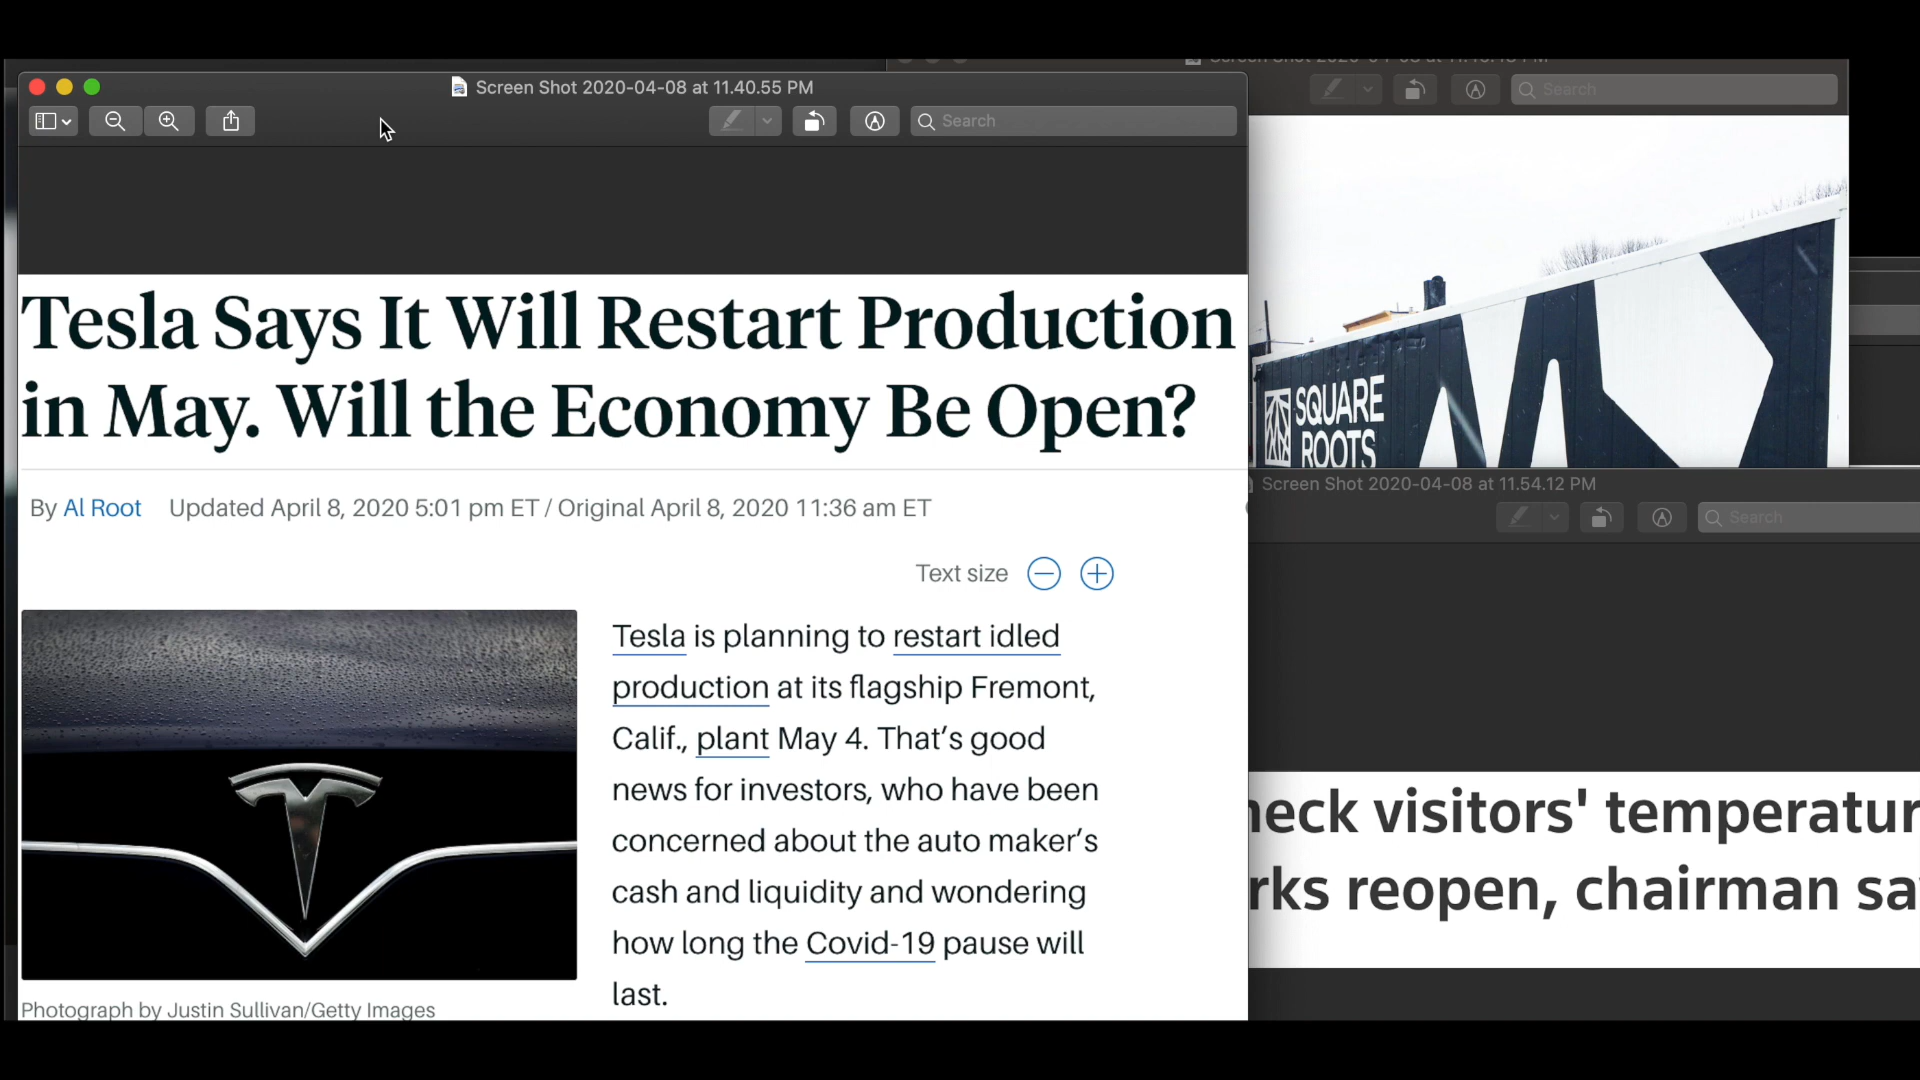 Screen Shot 2020-04-08 at 11.40.55 PM
Search
Tesla Says It Will Restart Production
in May. Will the Economy Be Open?
By Al Root Updated April 8, 2020 5:01 pm ET / Original April 8, 2020 11:36 am ET
Text size
Tesla is planning to restart idled
production at its flagship Fremont,
Calif., plant May 4. That’s good
news for investors, who have been
concerned about the auto maker’s
cash and liquidity and wondering
how long the Covid-19 pause will
last.
Photograph by Justin Sullivan/Getty Images
Search
SQUARE
ROOTS
Screen Shot 2020-04-08 at 11.54.12 PM
Search
visitors'
reopen, chairman